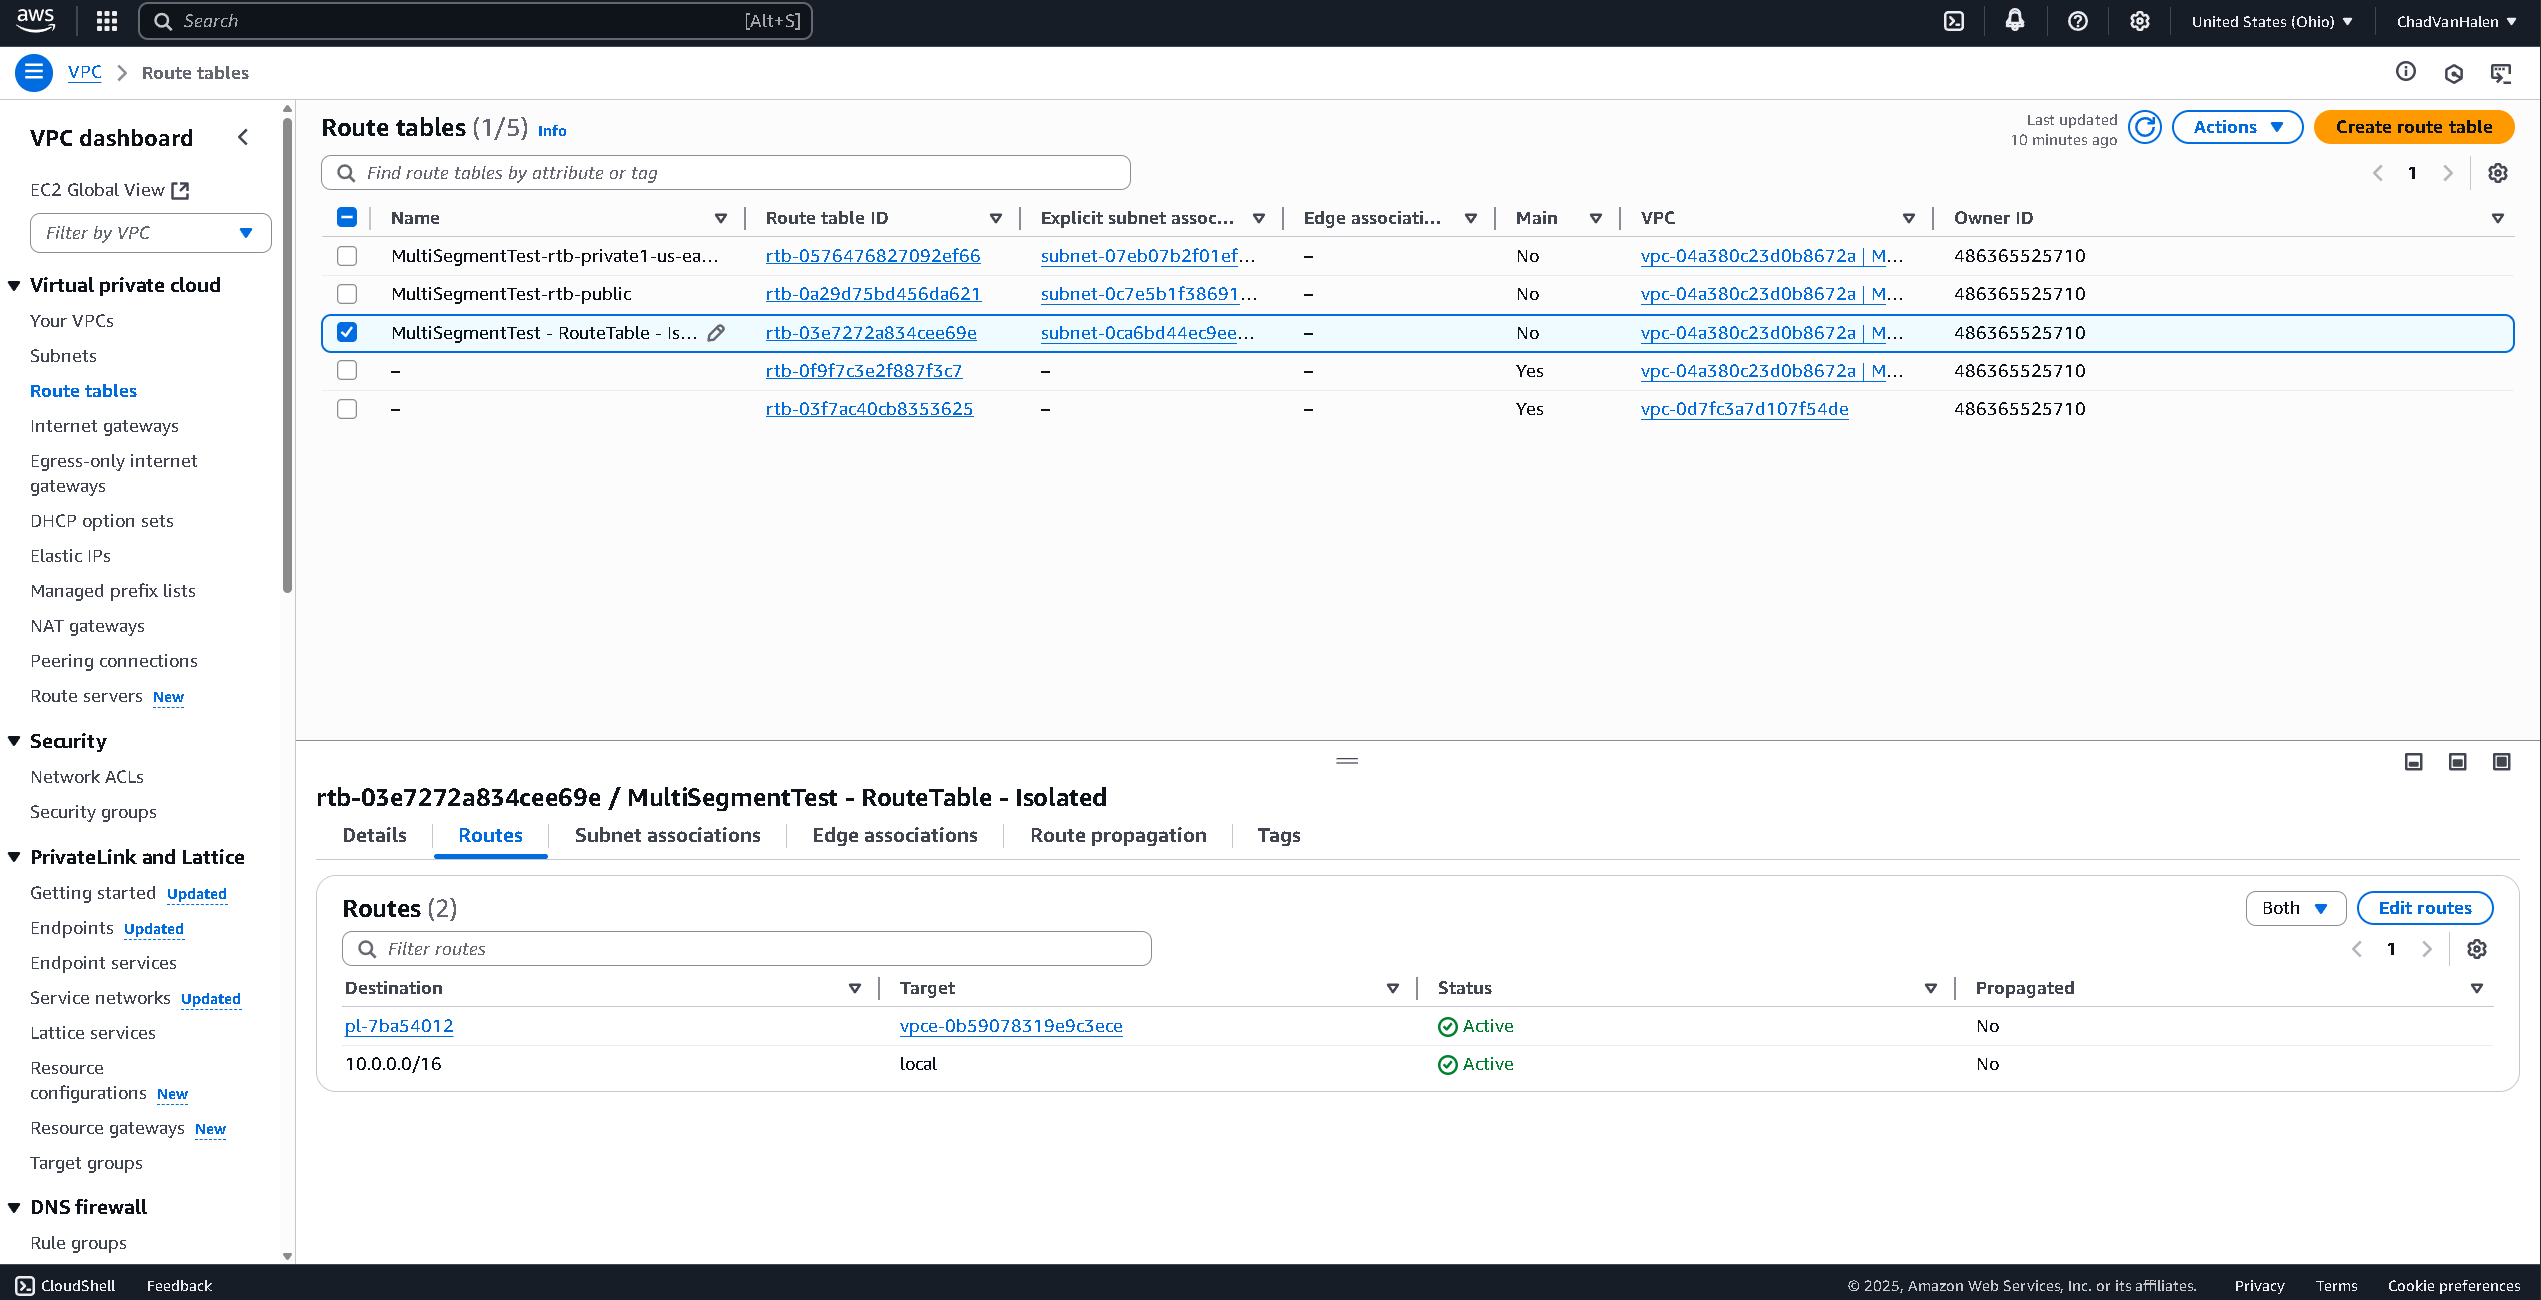 aws
Search [Alt+S]
United States (Ohio)
ChadVanHalen
VPC
Route tables
VPC dashboard
EC2 Global View
Filter by VPC
Virtual private cloud
Your VPCs
Subnets
Route tables
Internet gateways
Egress-only internet
gateways
DHCP option sets
Elastic IPs
Managed prefix lists
NAT gateways
Peering connections
Route servers New
Security
Network ACLs
Security groups
PrivateLink and Lattice
Getting started Updated
Endpoints Updated
Endpoint services
Service networks Updated
Lattice services
Resource
configurations New
Resource gateways New
Target groups
DNS firewall
Rule groups
Route tables (1/5) Info
Last updated
10 minutes ago
Actions
Create route table
Find route tables by attribute or tag
1
Name Route table ID Explicit subnet assoc... Edge associati... Main VPC Owner ID
MultiSegmentTest-rtb-private1-us-ea... rtb-0576476827092ef66 subnet-07eb07b2f01ef... – No vpc-04a380c23d0b8672a | M... 486365525710
MultiSegmentTest-rtb-public rtb-0a29d75bd456da621 subnet-0c7e5b1f38691... – No vpc-04a380c23d0b8672a | M... 486365525710
MultiSegmentTest - RouteTable - Is... rtb-03e7272a834cee69e subnet-0ca6bd44ec9ee... – No vpc-04a380c23d0b8672a | M... 486365525710
– rtb-0f9f7c3e2f887f3c7 – – Yes vpc-04a380c23d0b8672a | M... 486365525710
– rtb-03f7ac40cb8353625 – – Yes vpc-0d7fc3a7d107f54de 486365525710
rtb-03e7272a834cee69e / MultiSegmentTest - RouteTable - Isolated
Details Routes Subnet associations Edge associations Route propagation Tags
Routes (2)
Both
Edit routes
Filter routes
1
Destination Target Status Propagated
pl-7ba54012 vpce-0b59078319e9c3ece Active No
10.0.0.0/16 local Active No
CloudShell Feedback
© 2025, Amazon Web Services, Inc. or its affiliates. Privacy Terms Cookie preferences